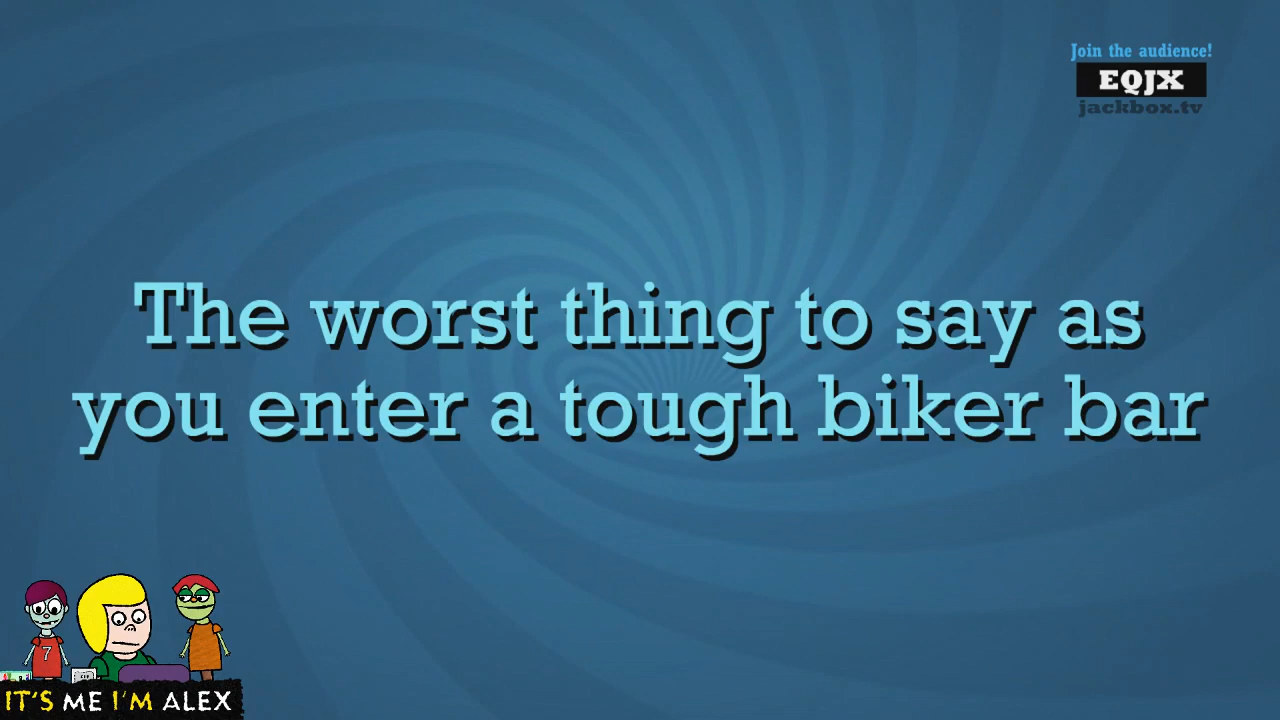 Join the audience!
EQJX
jackbox.tv
The worst thing to say as
you enter a tough biker bar
7
IT'S ME I'M ALEX